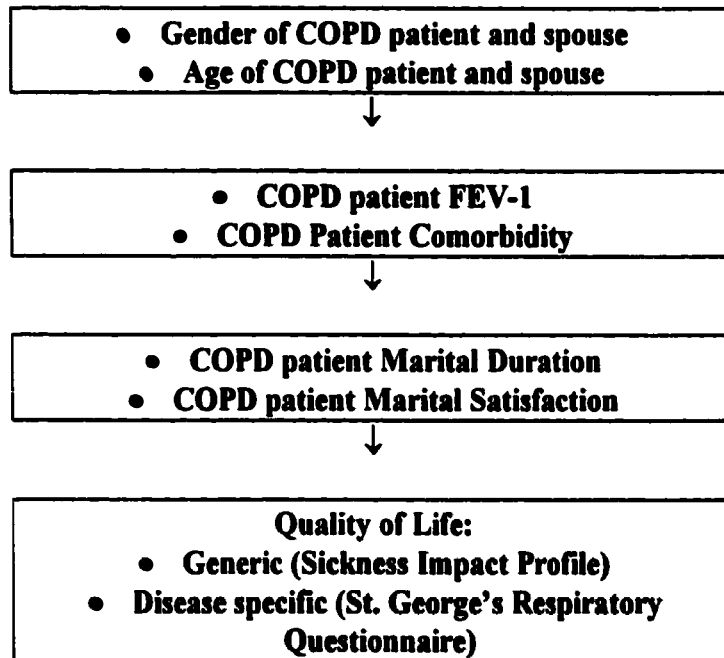 • Gender of COPD patient and spouse
• Age of COPD patient and spouse
↓
• COPD patient FEV-1
• COPD Patient Comorbidity
↓
• COPD patient Marital Duration
• COPD patient Marital Satisfaction
↓
Quality of Life:
• Generic (Sickness Impact Profile)
• Disease specific (St. George's Respiratory
Questionnaire)